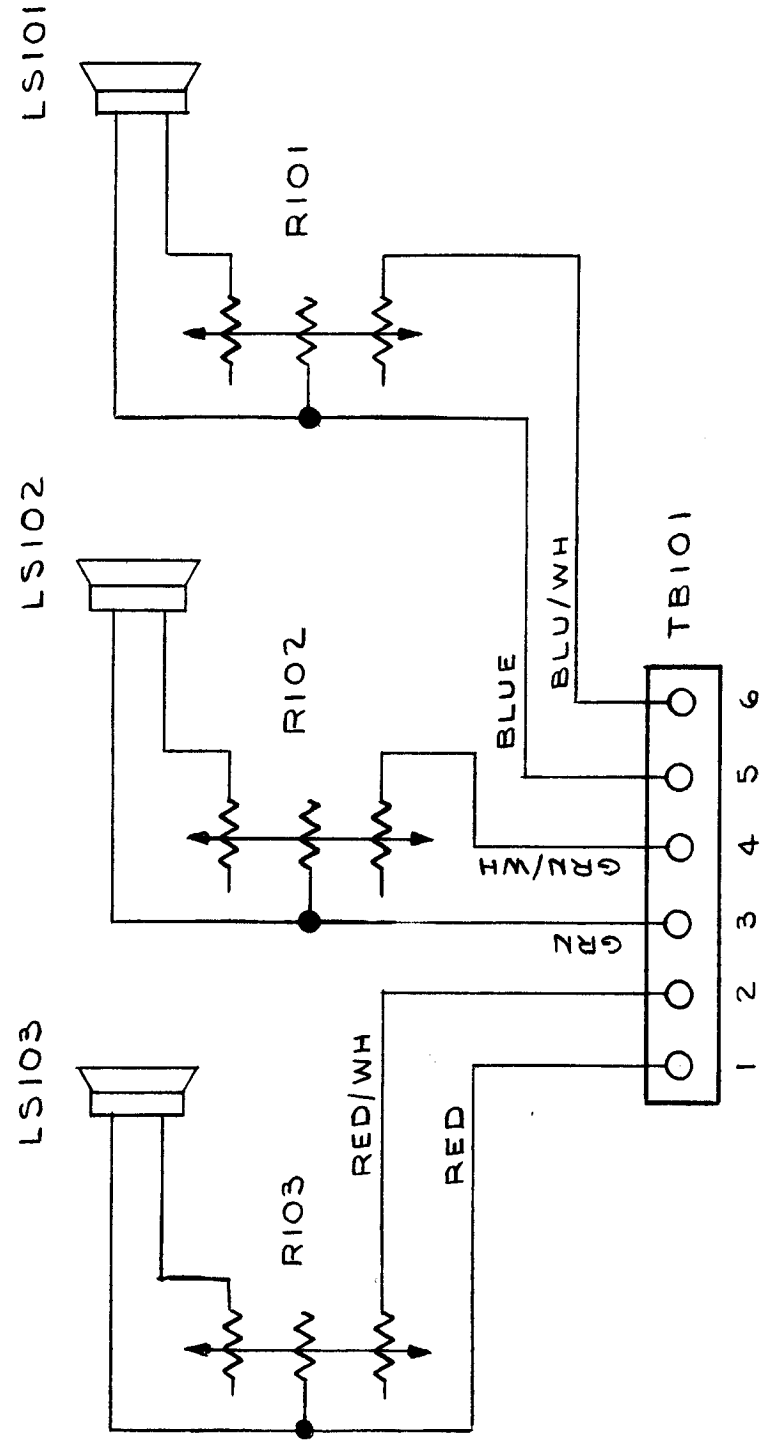 LS101
R101
LS102
R102
LS103
R103
RED/WH
RED
GRN
GRN/WH
BLUE
BLU/WH
TB101
1
2
3
4
5
6